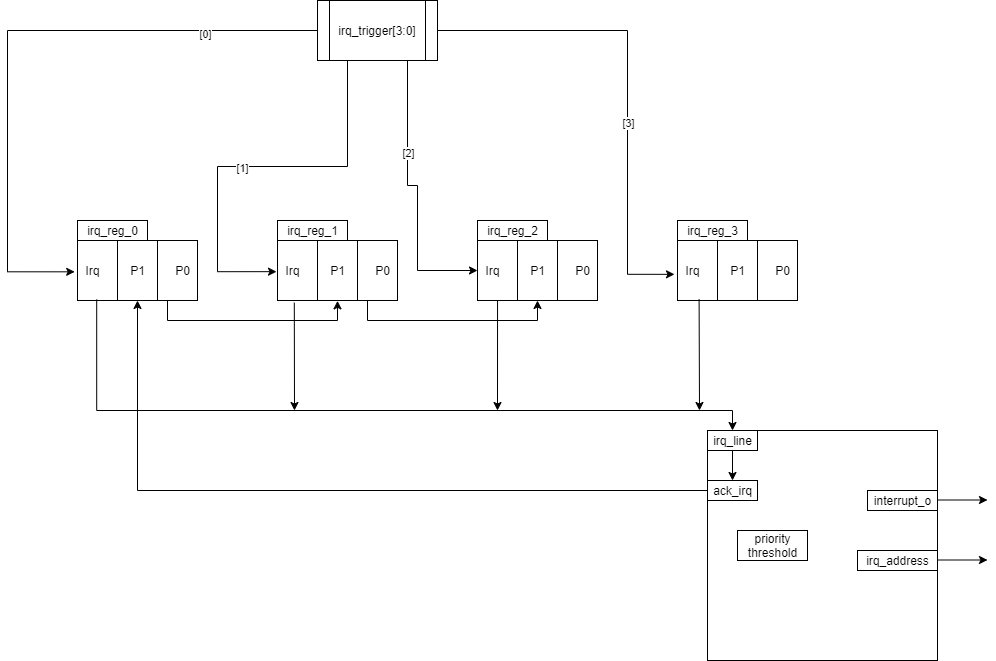 irq_trigger[3:0]
[0]
[3]
[2]
[1]
irq_reg_0
irq_reg_1
irq_reg_2
irq_reg_3
Irq P1 P0
Irq P1 P0
Irq P1 P0
Irq P1 P0
irq_line
ack_irq
interrupt_o
priority
threshold
irq_address